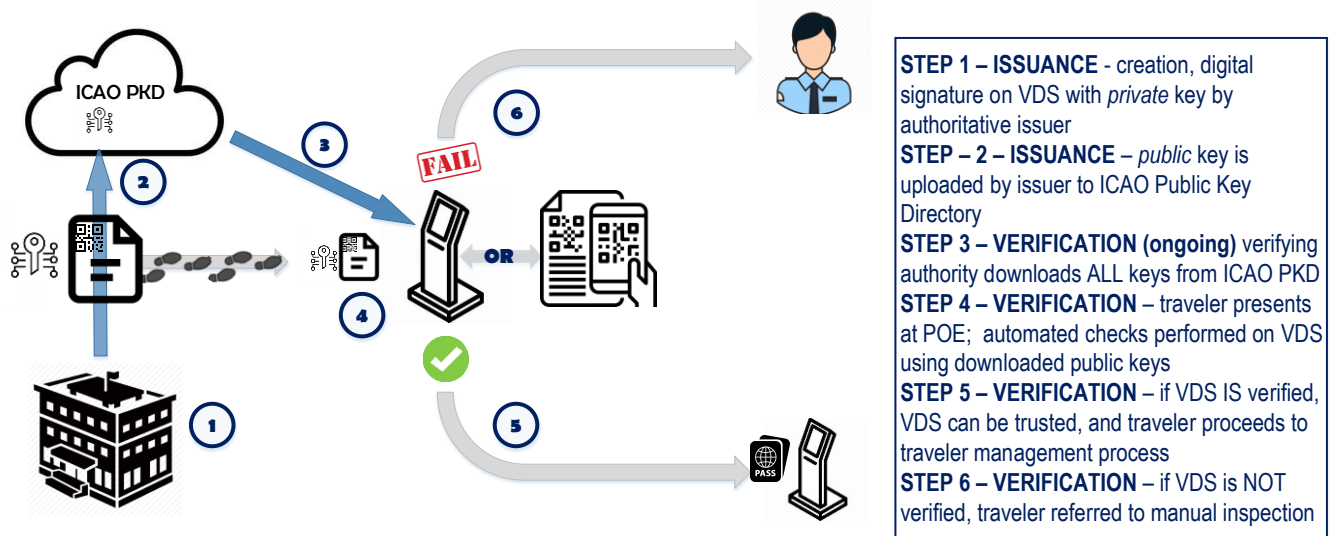 ICAO PKD
3
2
6
FAIL
OR
4
1
5
PASS
STEP 1 – ISSUANCE - creation, digital
signature on VDS with private key by
authoritative issuer
STEP – 2 – ISSUANCE – public key is
uploaded by issuer to ICAO Public Key
Directory
STEP 3 – VERIFICATION (ongoing) verifying
authority downloads ALL keys from ICAO PKD
STEP 4 – VERIFICATION – traveler presents
at POE; automated checks performed on VDS
using downloaded public keys
STEP 5 – VERIFICATION – if VDS IS verified,
VDS can be trusted, and traveler proceeds to
traveler management process
STEP 6 – VERIFICATION – if VDS is NOT
verified, traveler referred to manual inspection